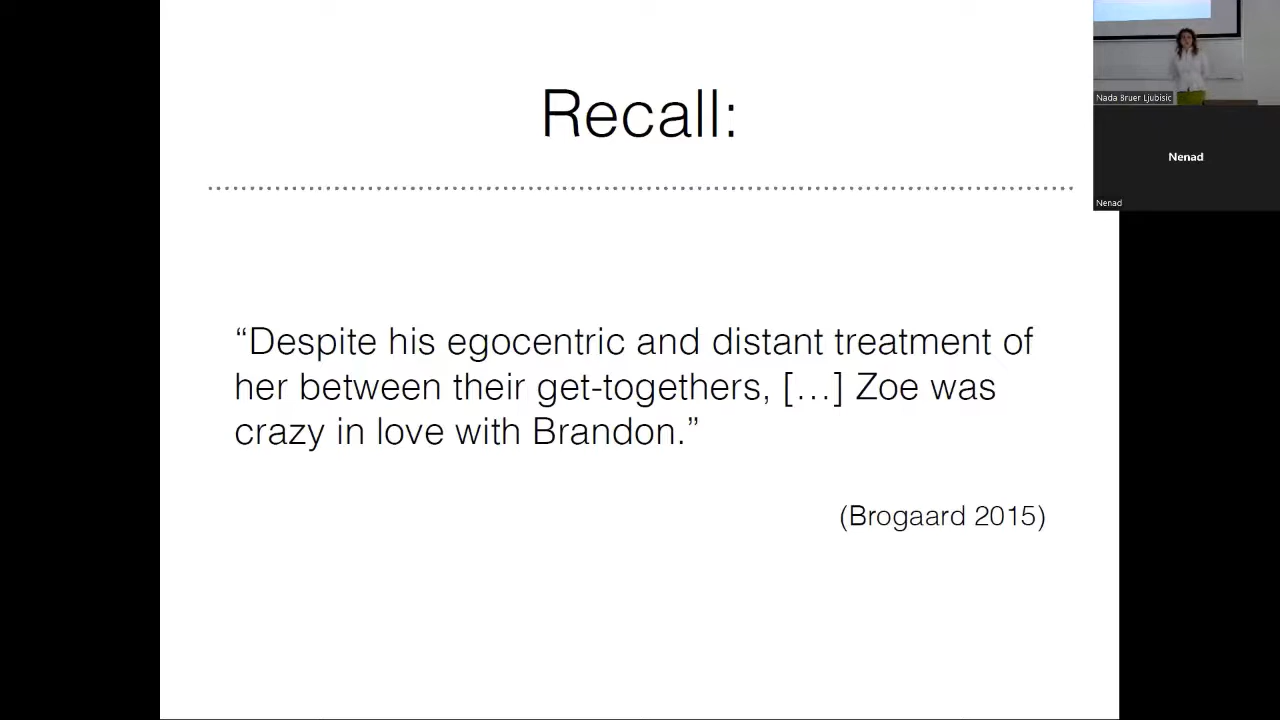 Recall:
“Despite his egocentric and distant treatment of
her between their get-togethers, […] Zoe was
crazy in love with Brandon.”
(Brogaard 2015)
Nada Bruer Ljubisic
Nenad
Nenad